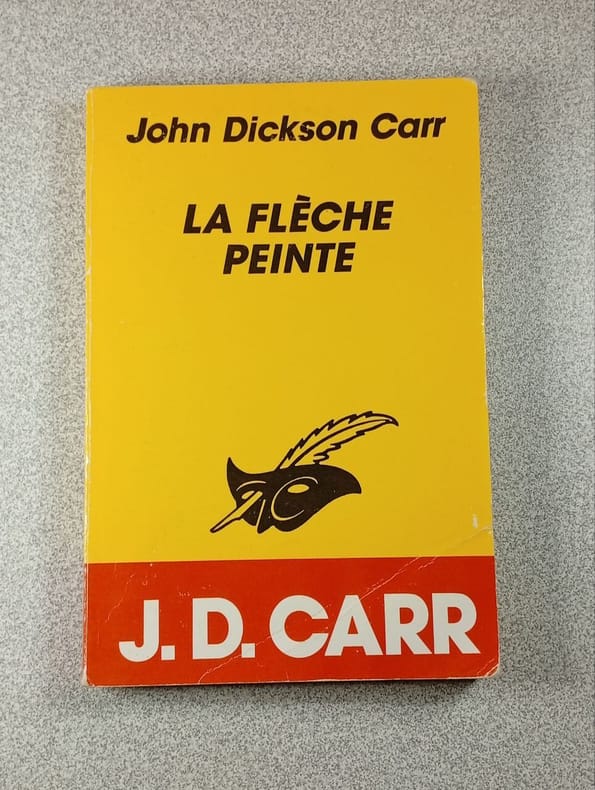 John Dickson Carr
LA FLÈCHE
PEINTE
J. D. CARR